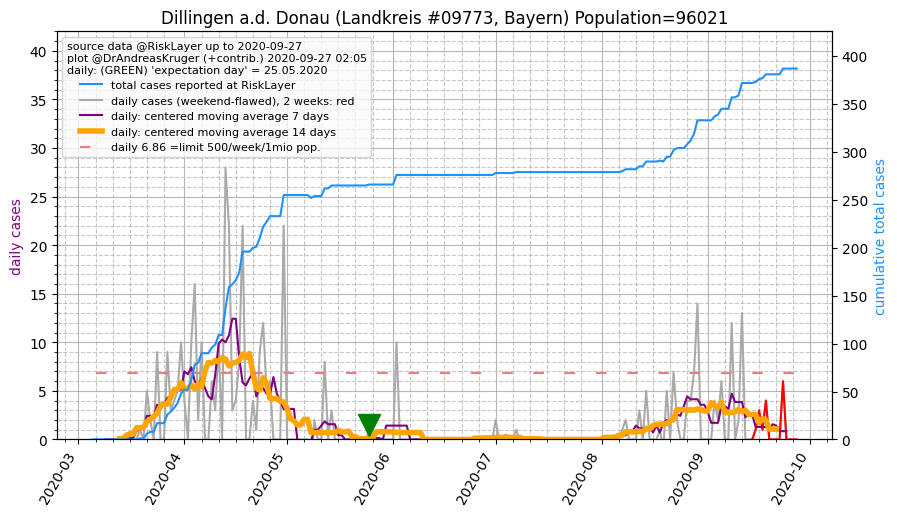 Dillingen a.d. Donau (Landkreis #09773, Bayern) Population=96021
source data @RiskLayer up to 2020-09-27
plot @DrAndreasKruger (+contrib.) 2020-09-27 02:05
daily: (GREEN) 'expectation day' = 25.05.2020
total cases reported at RiskLayer
daily cases (weekend-flawed), 2 weeks: red
daily: centered moving average 7 days
daily: centered moving average 14 days
daily 6.86 =limit 500/week/1mio pop.
daily cases
40
35
30
25
20
15
10
5
0
400
350
300
250
200
150
100
50
0
cumulative total cases
2020-03
2020-04
2020-05
2020-06
2020-07
2020-08
2020-09
2020-10